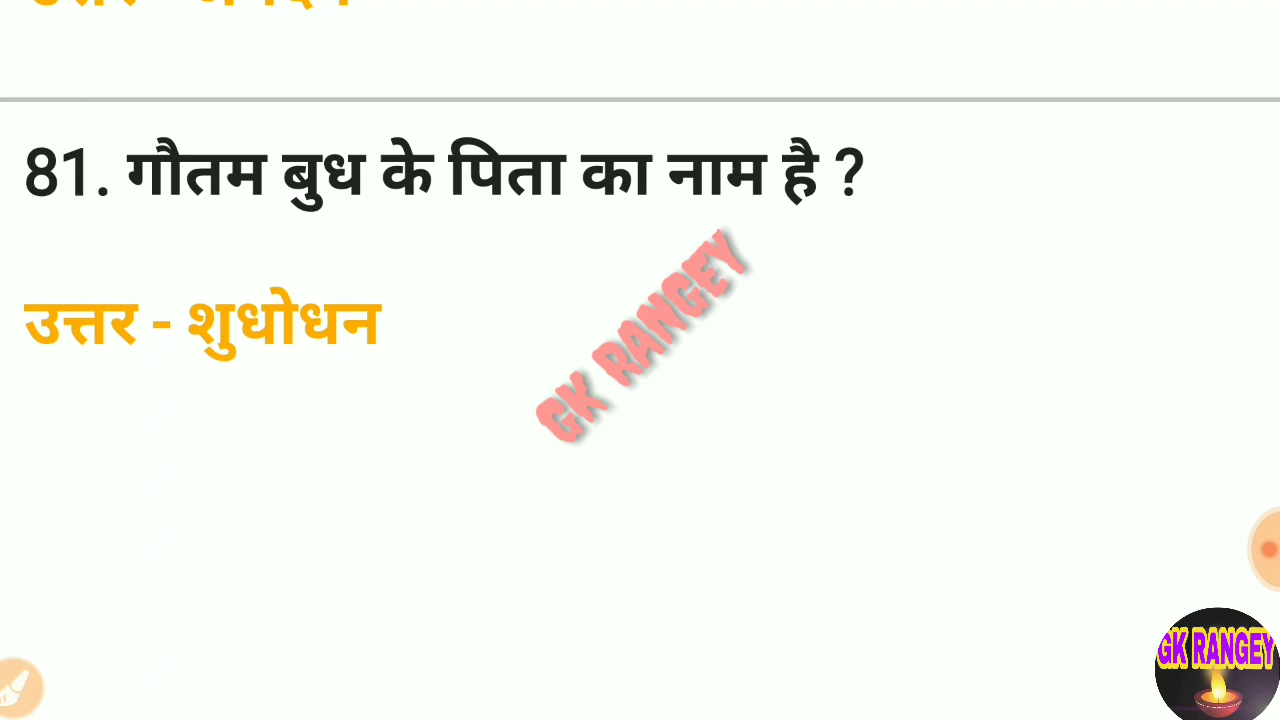 81. गौतम बुध के पिता का नाम है ?
GK RANGEY
उत्तर - शुधोधन
GK RANGEY